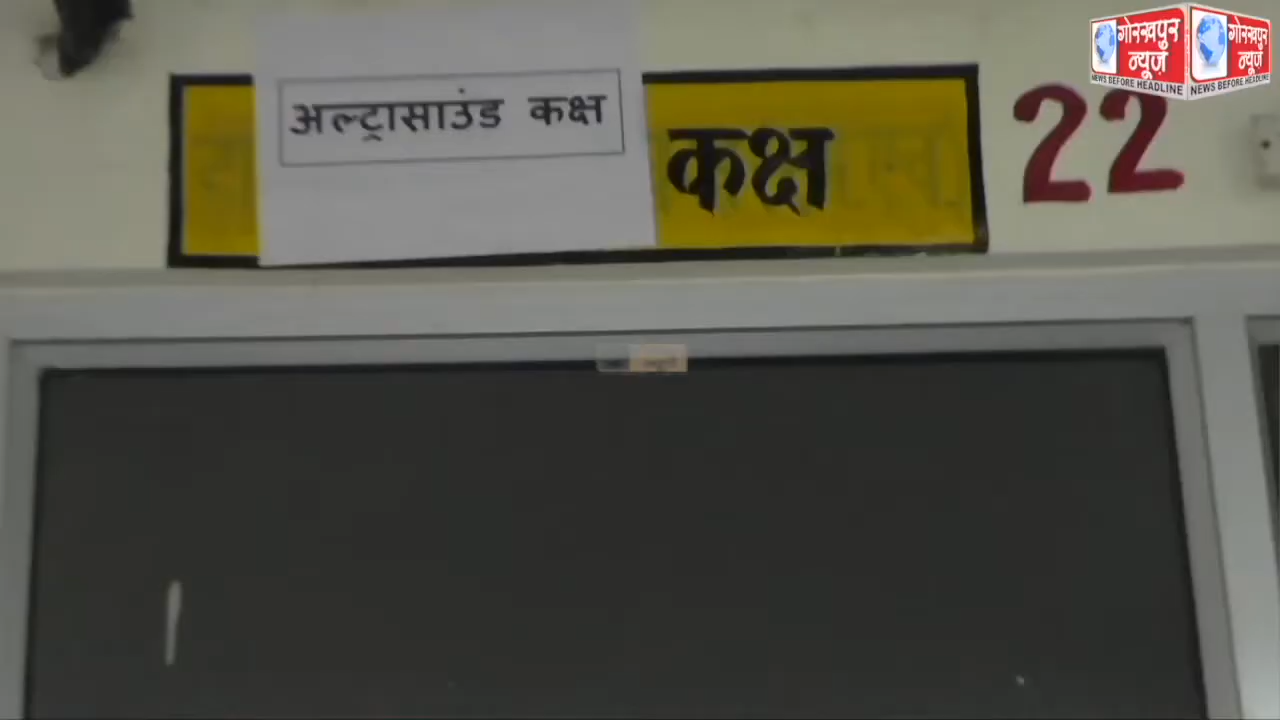 अल्ट्रासाउंड कक्ष
कक्ष
22
गोरखपुर
न्यूज़
NEWS BEFORE HEADLINE
गोरखपुर
न्यूज़
NEWS BEFORE HEADLINE